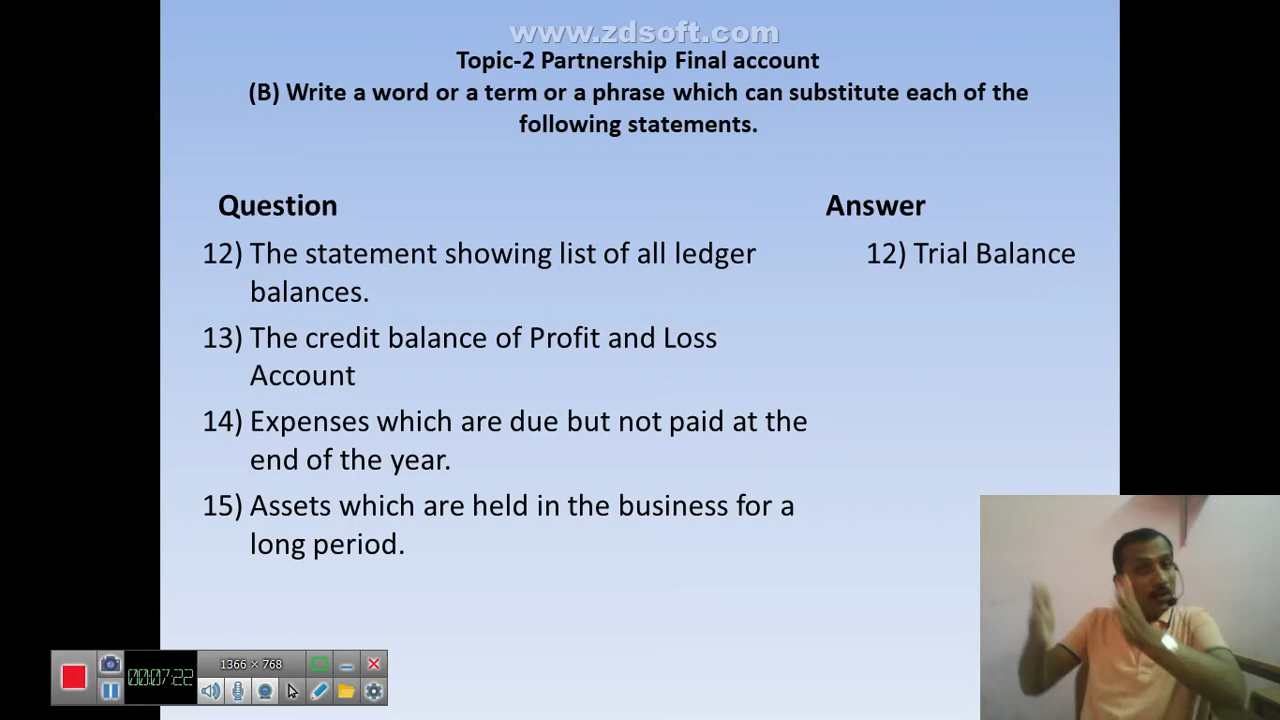 www.zdsoft.com
Topic-2 Partnership Final account
(B) Write a word or a term or a phrase which can substitute each of the
following statements.
Question Answer
12) The statement showing list of all ledger 12) Trial Balance
balances.
13) The credit balance of Profit and Loss
Account
14) Expenses which are due but not paid at the
end of the year.
15) Assets which are held in the business for a
long period.
1366 × 768
00:07:22